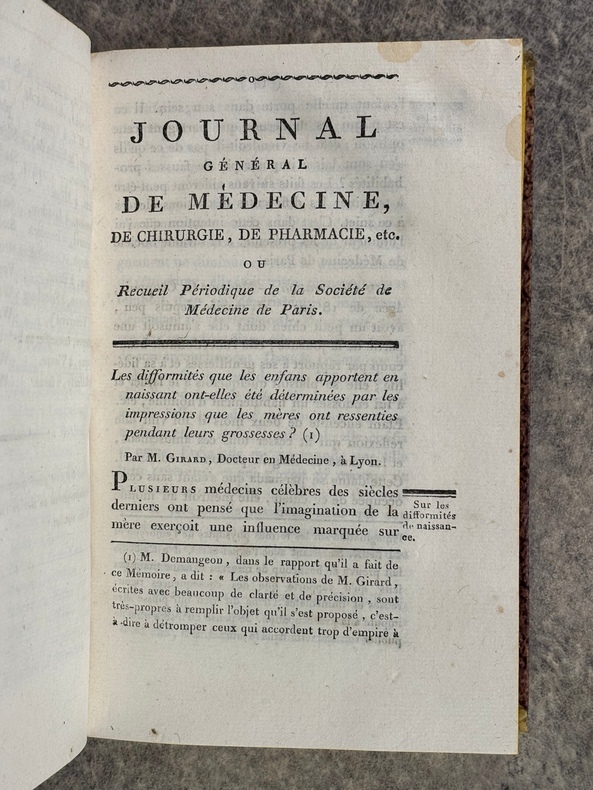 JOURNAL
GÉNÉRAL
DE MÉDECINE,
DE CHIRURGIE, DE PHARMACIE, etc.
OU
Recueil Périodique de la Société de
Médecine de Paris.
Les difformités que les enfans apportent en
naissant ont-elles été déterminées par les
impressions que les mères ont ressenties
pendant leurs grossesses ? (1)
Par M. GIRARD, Docteur en Médecine, à Lyon.
PLUSIEURS médecins célèbres des siècles
derniers ont pensé que l'imagination de la
mère exerçoit une influence marquée sur
Sur les
difformités
de naissan-
ce.
(1) M. Demangeon, dans le rapport qu'il a fait de
ce Mémoire, a dit : « Les observations de M. Girard,
écrites avec beaucoup de clarté et de précision, sont
très-propres à remplir l'objet qu'il s'est proposé, c'est-
à-dire à détromper ceux qui accordent trop d'empire à